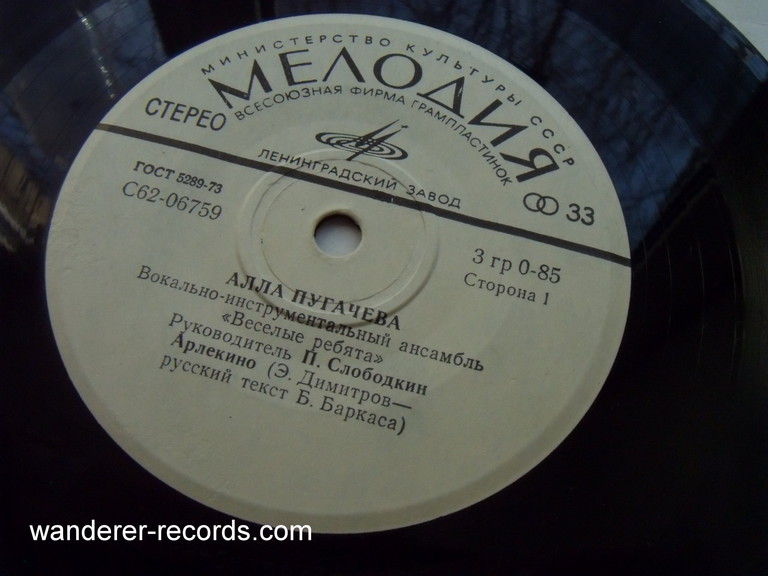 МИНИСТЕРСТВО КУЛЬТУРЫ СССР
МЕЛОДИЯ
ВСЕСОЮЗНАЯ ФИРМА ГРАМПЛАСТИНОК
СТЕРЕО
ЛЕНИНГРАДСКИЙ ЗАВОД
33
ГОСТ 5289-73
С62-06759
3 гр 0-85
Сторона 1
АЛЛА ПУГАЧЕВА
Вокально-инструментальный ансамбль
«Веселые ребята»
Руководитель П. Слободкин
Арлекино (Э. Димитров—
русский текст Б. Баркаса)
wanderer-records.com